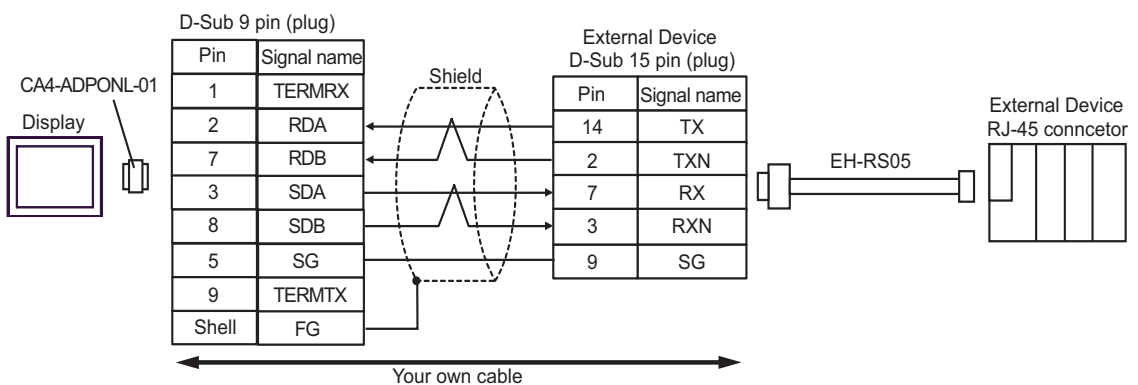 D-Sub 9 pin (plug)
External Device
D-Sub 15 pin (plug)
CA4-ADPONL-01
Display
Pin Signal name
1 TERMRX
2 RDA
7 RDB
3 SDA
8 SDB
5 SG
9 TERMTX
Shell FG
Shield
Pin Signal name
14 TX
2 TXN
7 RX
3 RXN
9 SG
EH-RS05
External Device
RJ-45 conncetor
Your own cable